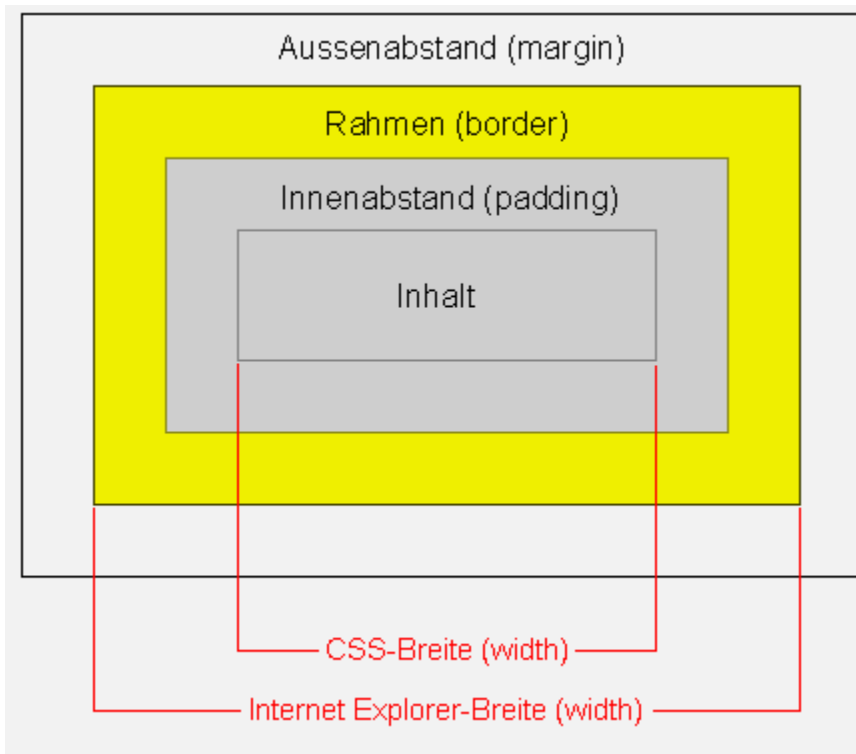 Aussenabstand (margin)
Rahmen (border)
Innenabstand (padding)
Inhalt
CSS-Breite (width)
Internet Explorer-Breite (width)